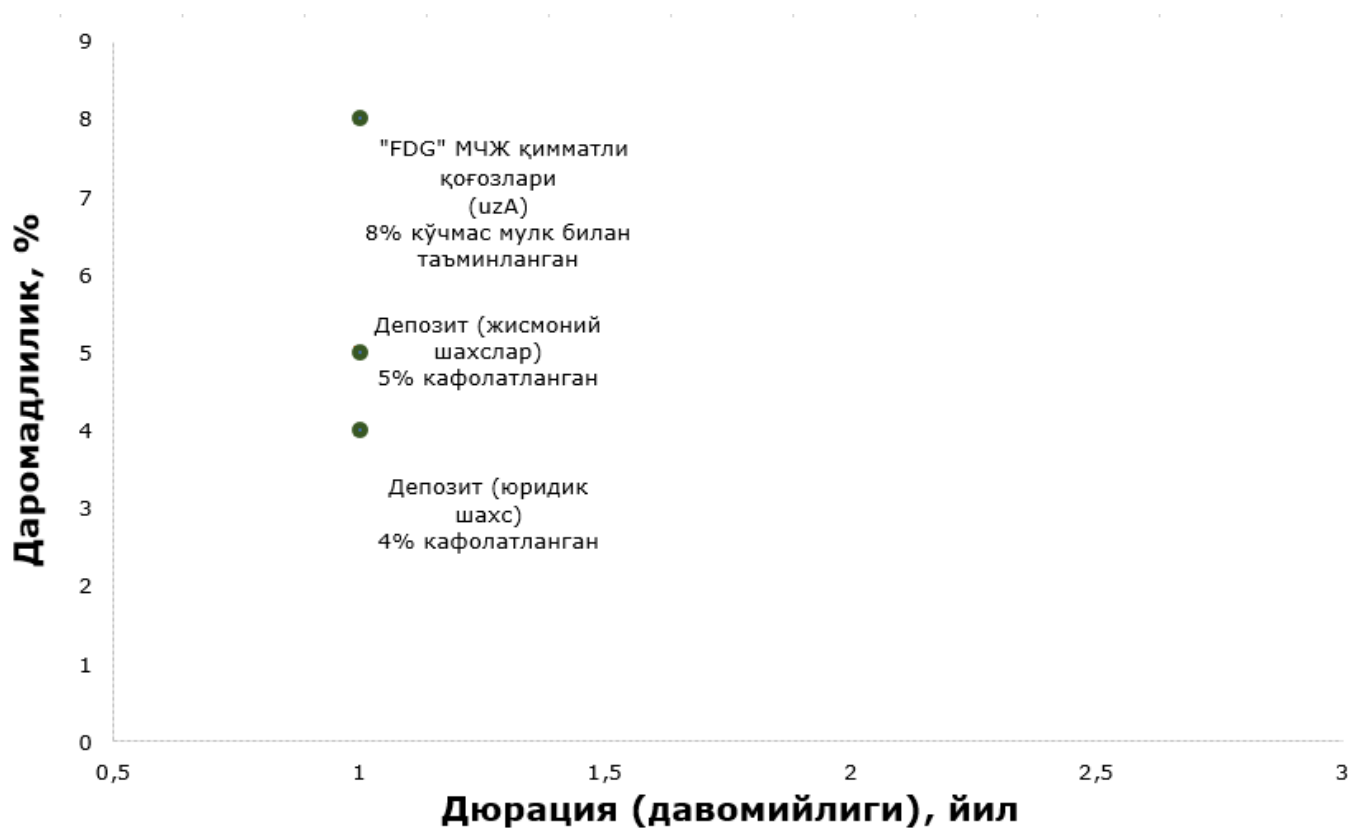 9
8
"FDG" МЧЖ қимматли
қоғозлари
(uzA)
8% кўчмас мулк билан
таъминланган
7
6
Депозит (жисмоний
шахслар)
5% кафолатланган
5
4
Депозит (юридик
шахс)
4% кафолатланган
3
2
1
0
Даромадлилик, %
0,5 1 1,5 2 2,5 3
Дюрация (давомийлиги), йил